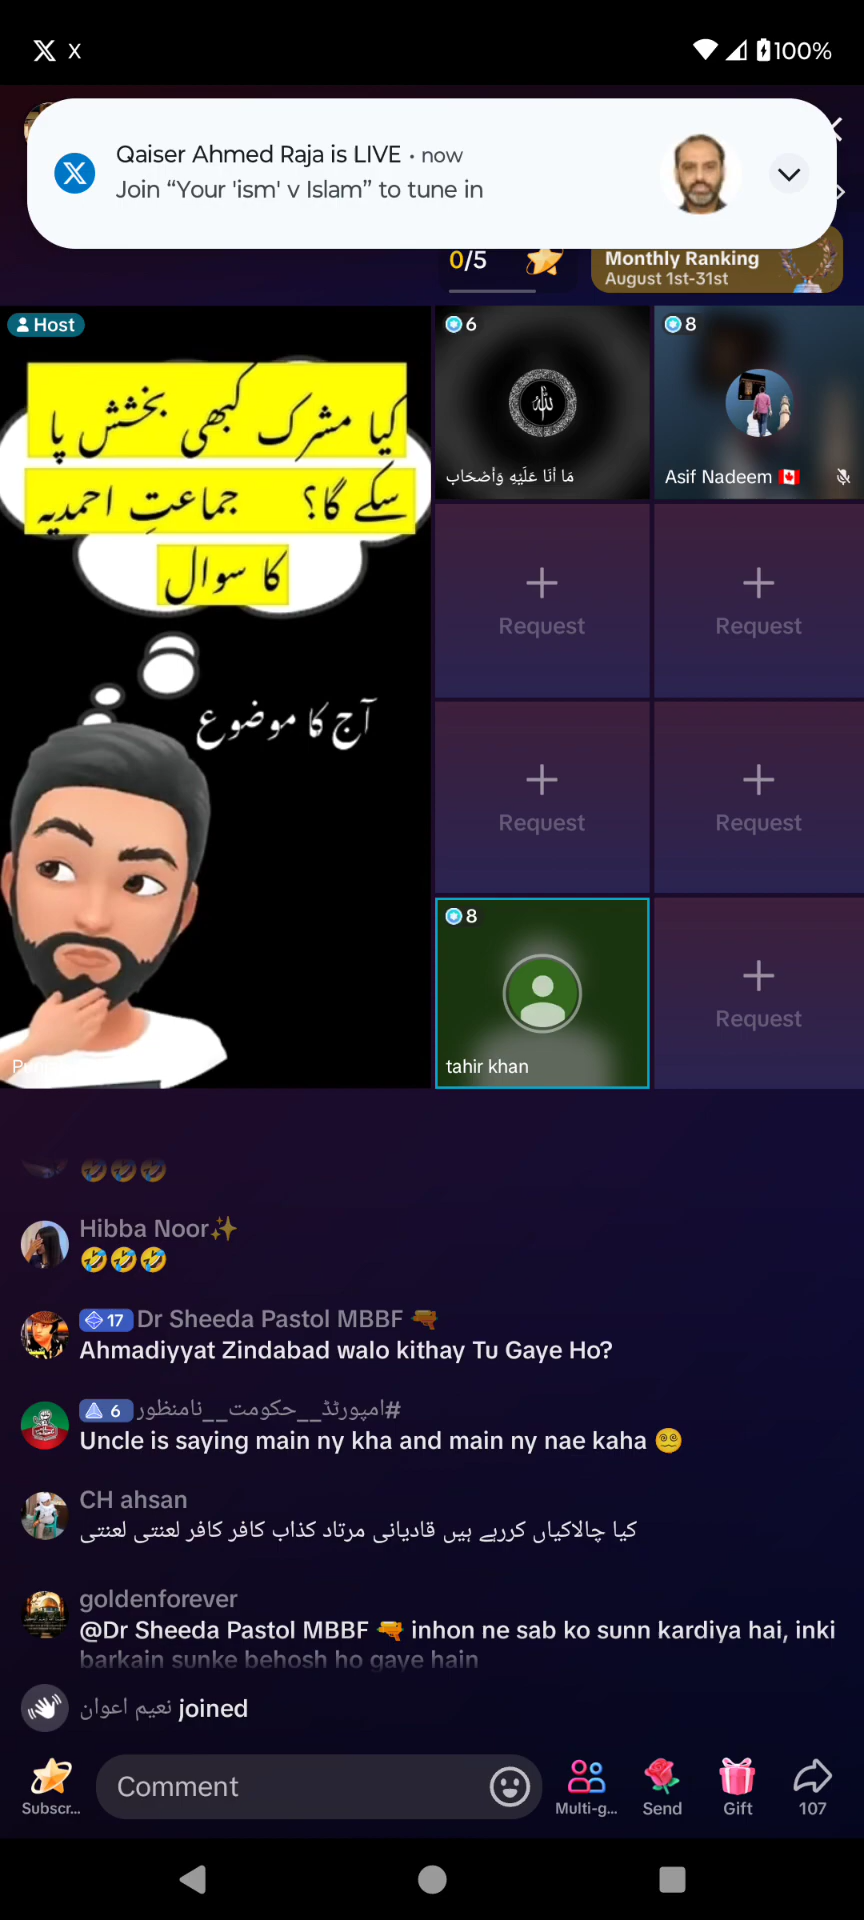 X
100%
Qaiser Ahmed Raja is LIVE • now
Join “Your 'ism' v Islam” to tune in
0/5
Monthly Ranking
August 1st-31st
Host
کیا مشرک کبھی بخشش پا
سکے گا؟ جماعتِ احمدیہ
کا سوال
آج کا موضوع
6
مَا أنَا عَلَيْهِ وَأصْحَاب
8
Asif Nadeem 🇨🇦
Request
Request
Request
Request
8
tahir khan
Request
🤣🤣🤣
Hibba Noor✨
🤣🤣🤣
17 Dr Sheeda Pastol MBBF 🔫
Ahmadiyyat Zindabad walo kithay Tu Gaye Ho?
6 #امپورٹڈ__حکومت__نامنظور
Uncle is saying main ny kha and main ny nae kaha 😵‍💫
CH ahsan
کیا چالاکیاں کررہے ہیں قادیانی مرتاد کذاب کافر کافر لعنتی لعنتی
goldenforever
@Dr Sheeda Pastol MBBF 🔫 inhon ne sab ko sunn kardiya hai, inki
barkain sunke behosh ho gaye hain
نعیم اعوان joined
Subscr...
Comment
Multi-g...
Send
Gift
107